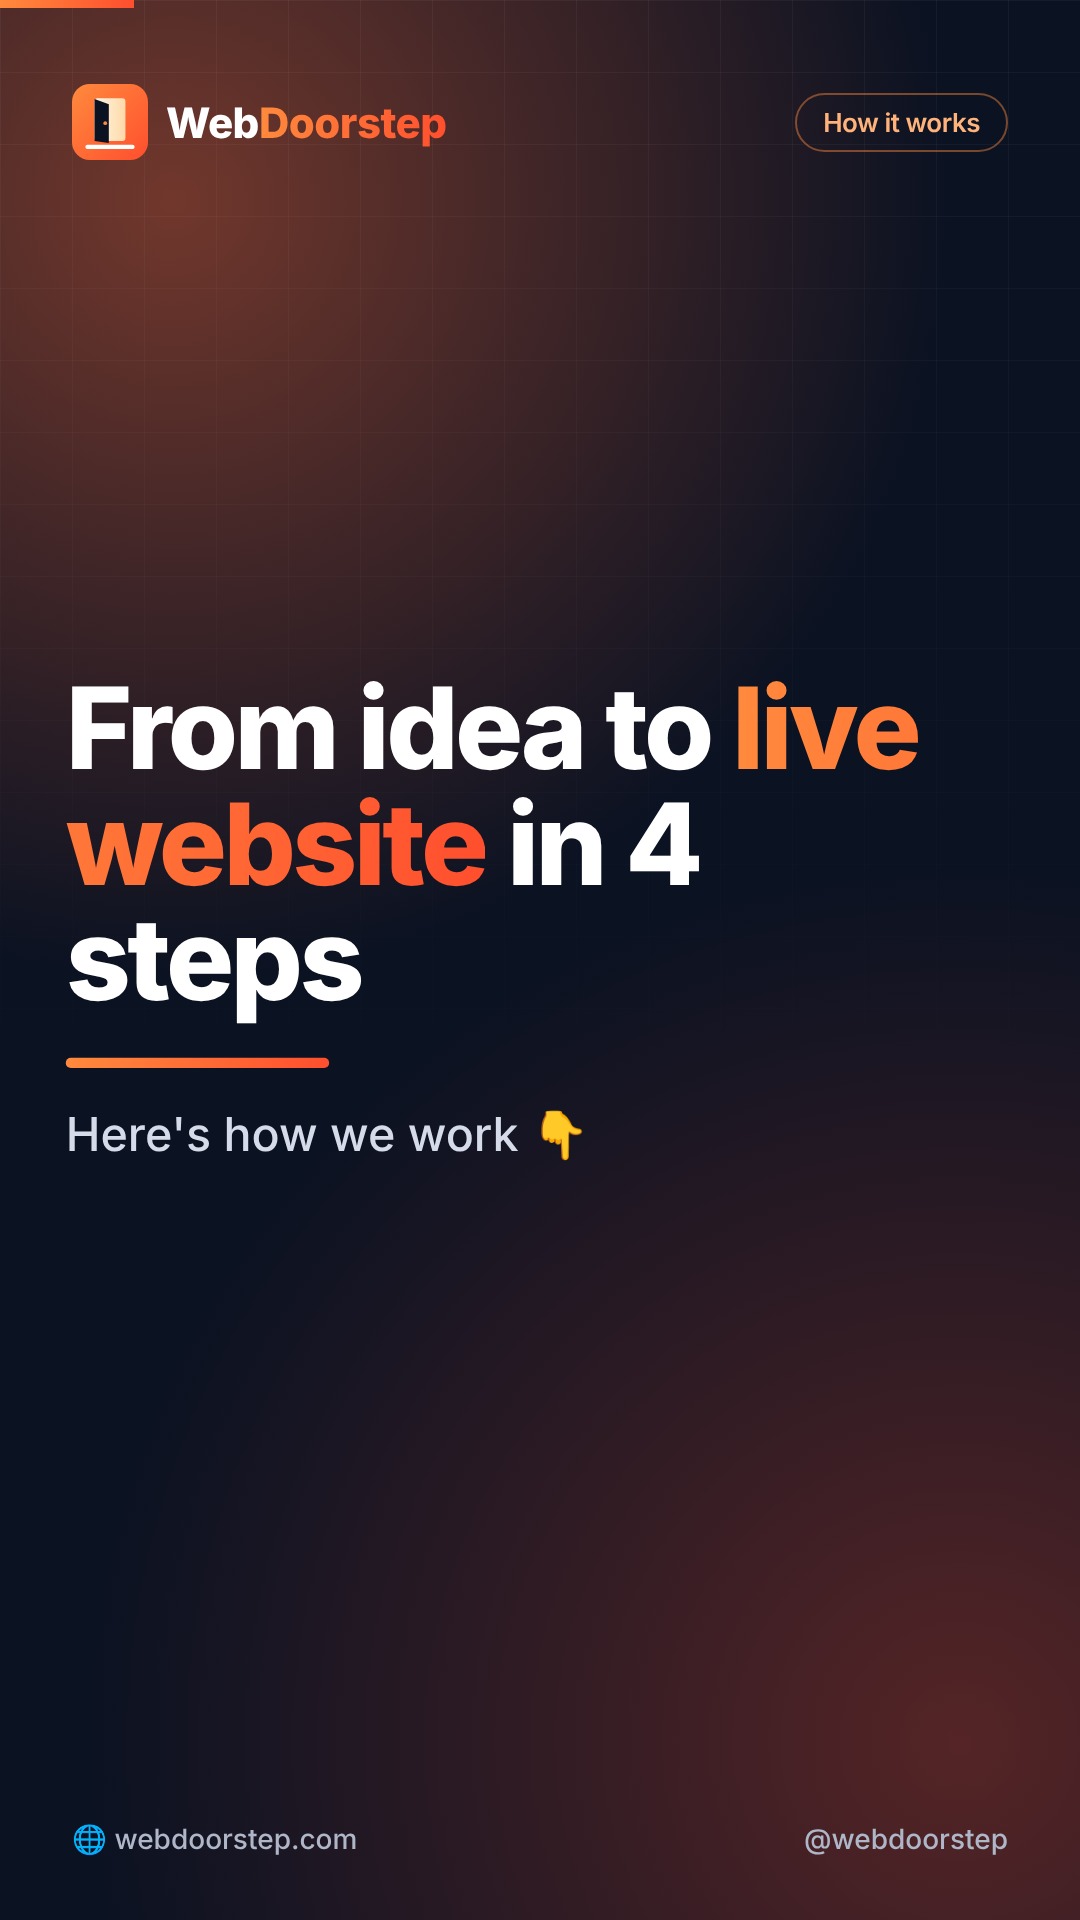 WebDoorstep
How it works
From idea to live
website in 4
steps
Here's how we work 👇
🌐 webdoorstep.com
@webdoorstep